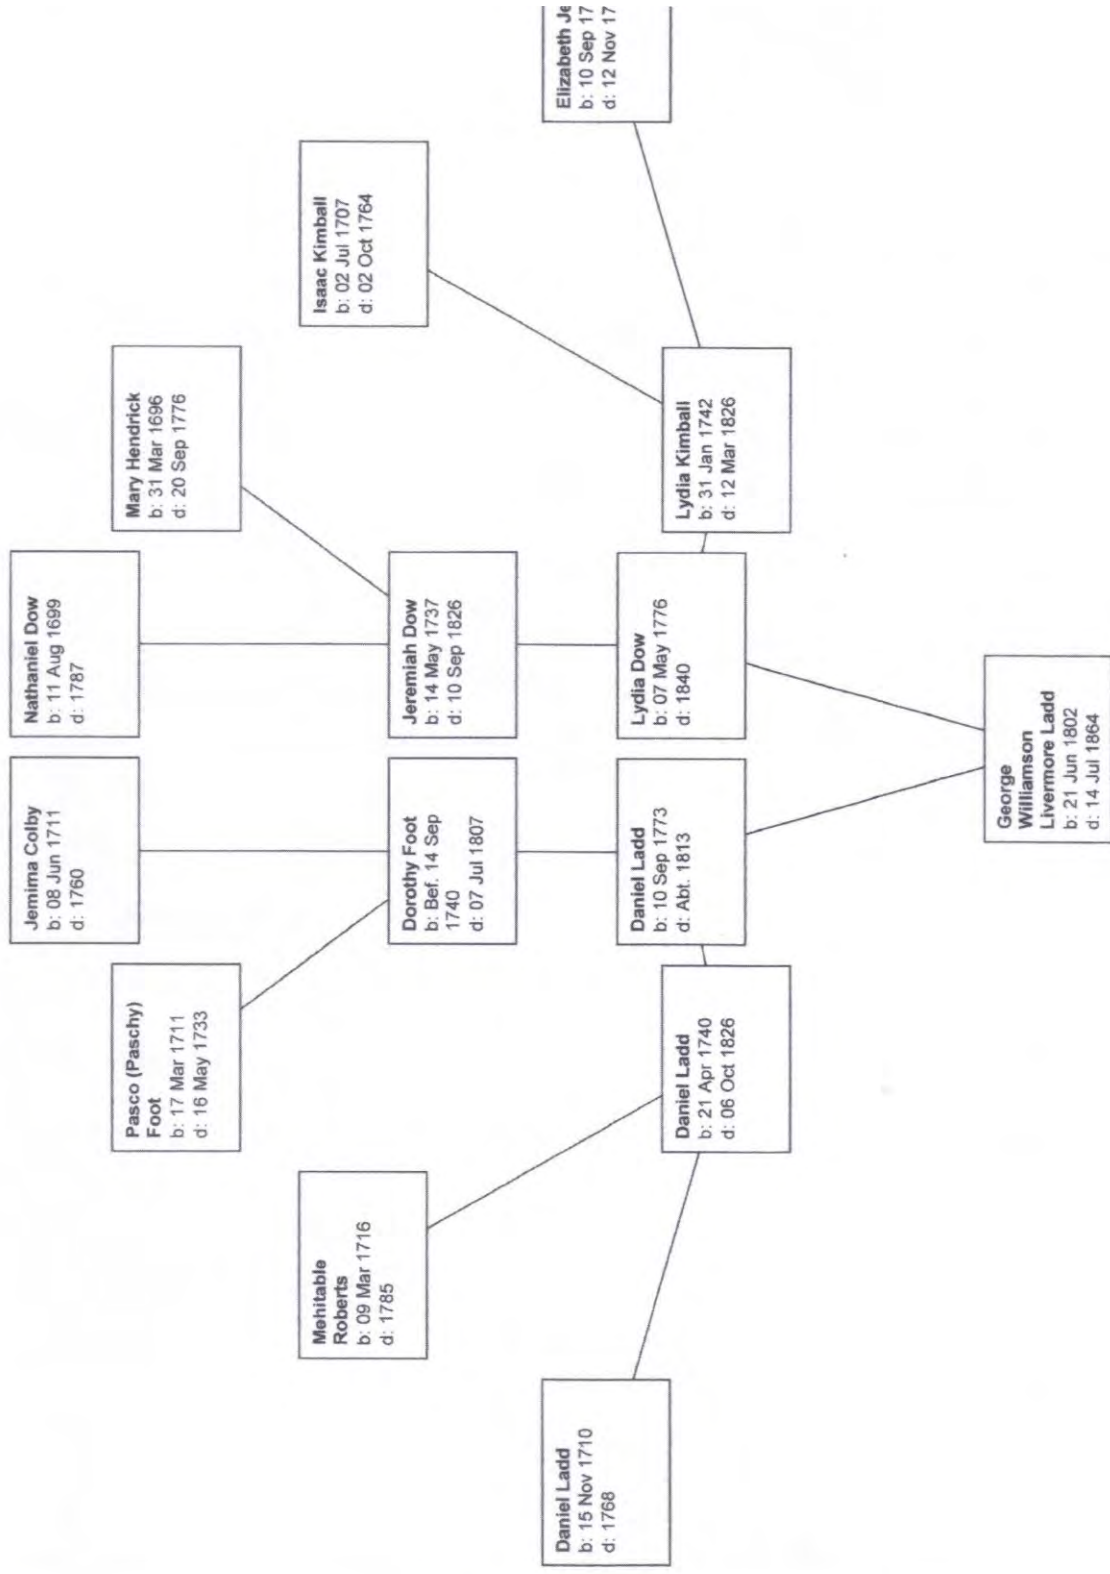 Jemima Colby
b: 08 Jun 1711
d: 1760
Nathaniel Dow
b: 11 Aug 1699
d: 1787
Pasco (Paschy)
Foot
b: 17 Mar 1711
d: 16 May 1733
Mary Hendrick
b: 31 Mar 1696
d: 20 Sep 1776
Mehitable
Roberts
b: 09 Mar 1716
d: 1785
Isaac Kimball
b: 02 Jul 1707
d: 02 Oct 1764
Dorothy Foot
b: Bef. 14 Sep
1740
d: 07 Jul 1807
Jeremiah Dow
b: 14 May 1737
d: 10 Sep 1826
Daniel Ladd
b: 15 Nov 1710
d: 1768
Elizabeth Je
b: 10 Sep 17
d: 12 Nov 17
Daniel Ladd
b: 21 Apr 1740
d: 06 Oct 1826
Daniel Ladd
b: 10 Sep 1773
d: Abt. 1813
Lydia Dow
b: 07 May 1776
d: 1840
Lydia Kimball
b: 31 Jan 1742
d: 12 Mar 1826
George
Williamson
Livermore Ladd
b: 21 Jun 1802
d: 14 Jul 1864